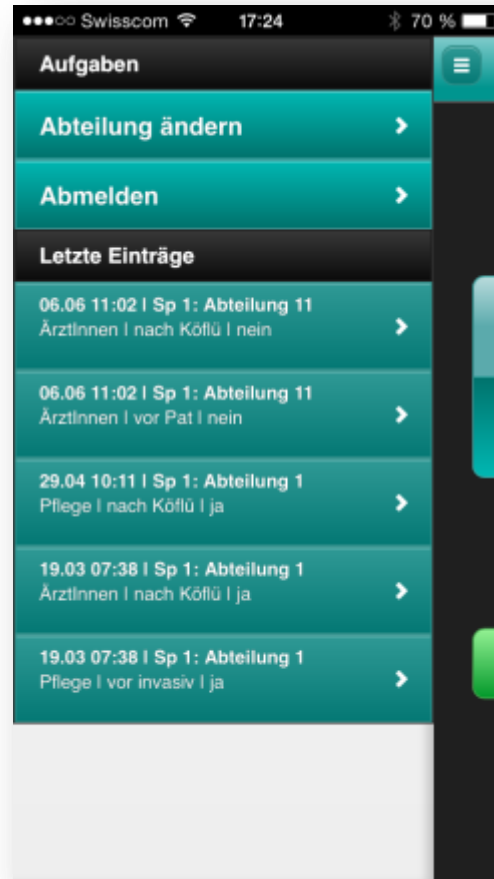 Swisscom 17:24 70 %
Aufgaben
Abteilung ändern
Abmelden
Letzte Einträge
06.06 11:02 | Sp 1: Abteilung 11
ÄrztInnen | nach Köflü | nein
06.06 11:02 | Sp 1: Abteilung 11
ÄrztInnen | vor Pat | nein
29.04 10:11 | Sp 1: Abteilung 1
Pflege | nach Köflü | ja
19.03 07:38 | Sp 1: Abteilung 1
ÄrztInnen | nach Köflü | ja
19.03 07:38 | Sp 1: Abteilung 1
Pflege | vor invasiv | ja